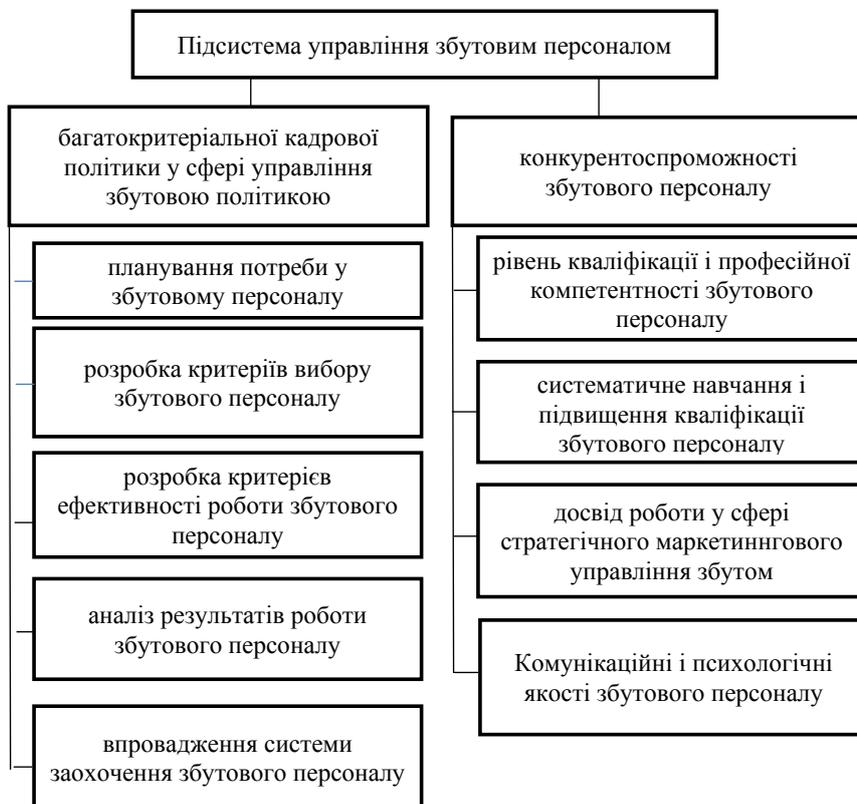 Підсистема управління збутовим персоналом
багатокритеріальної кадрової
політики у сфері управління
збутовою політикою
планування потреби у
збутовому персоналу
розробка критеріїв вибору
збутового персоналу
розробка критерієв
ефективності роботи збутового
персоналу
аналіз результатів роботи
збутового персоналу
впровадження системи
заохочення збутового персоналу
конкурентоспроможності
збутового персоналу
рівень кваліфікації і професійної
компетентності збутового
персоналу
систематичне навчання і
підвищення кваліфікації
збутового персоналу
досвід роботи у сфері
стратегічного маркетиннгового
управління збутом
Комунікаційні і психологічні
якості збутового персоналу